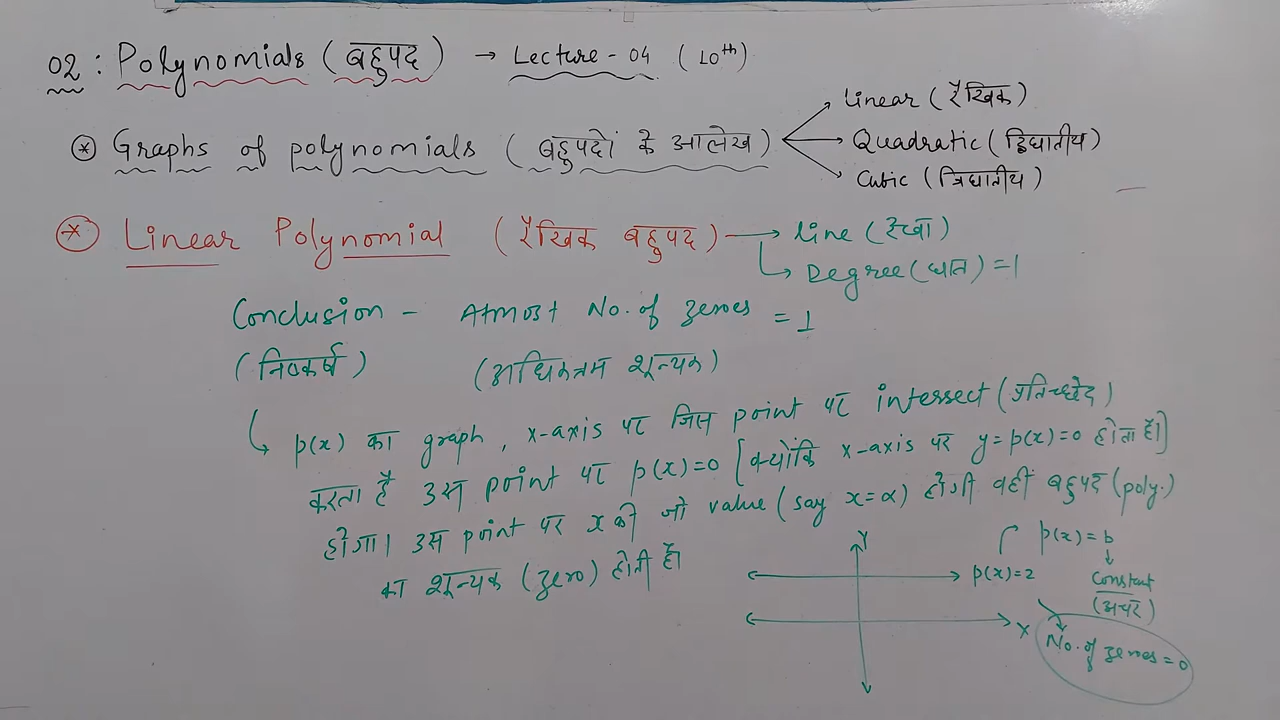 02 : Polynomials (बहुपद) → Lecture - 04 (10th)
* Graphs of polynomials (बहुपदों के आलेख)
Linear (रैखिक)
Quadratic (द्विघातीय)
Cubic (त्रिघातीय)
* Linear Polynomial (रैखिक बहुपद) → line (रेखा)
→ Degree (घात) = 1
Conclusion - Atmost No. of zeroes = 1
(निष्कर्ष) (अधिकतम शून्यक)
p(x) का graph, x-axis पर जिस point पर intersect (प्रतिच्छेद)
करता है उस point पर p(x)=0 [क्योंकि x-axis पर y=p(x)=0 होता है।]
होगा। उस point पर x की जो value (say x=α) होगी वही बहुपद (poly.)
का शून्यक (zero) होती है।
Y
X
p(x)=2
p(x)=b
↓
Constant
(अचर)
No. of zeroes = 0